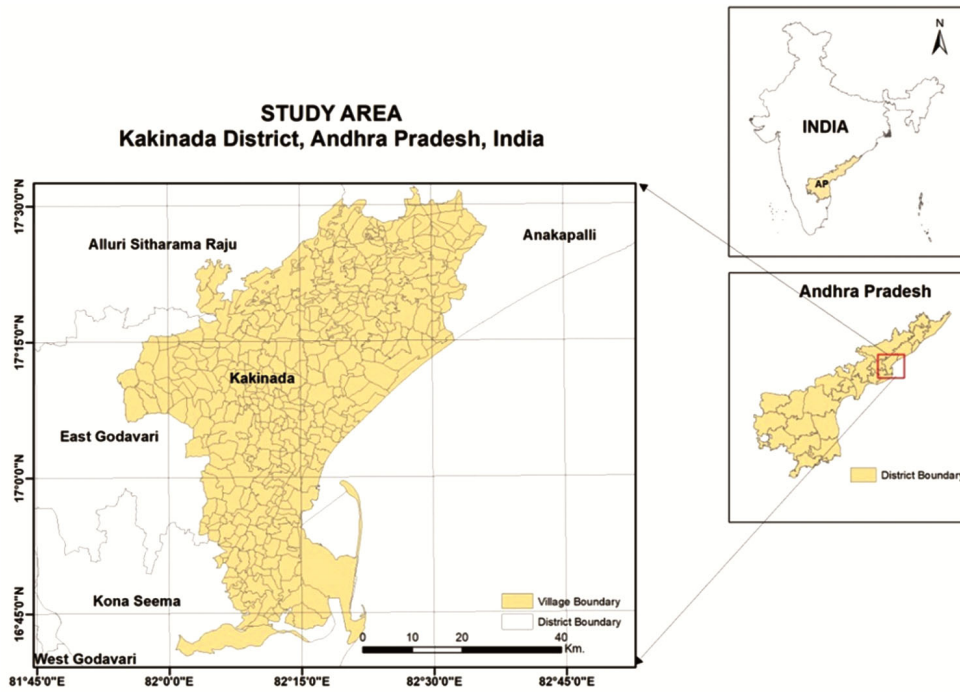 STUDY AREA
Kakinada District, Andhra Pradesh, India
17°30'0"N
17°15'0"N
17°0'0"N
16°45'0"N
Alluri Sitharama Raju
Anakapalli
Kakinada
East Godavari
Kona Seema
West Godavari
Village Boundary
District Boundary
0 10 20 40
Km.
81°45'0"E 82°0'0"E 82°15'0"E 82°30'0"E 82°45'0"E
N
INDIA
AP
Andhra Pradesh
District Boundary